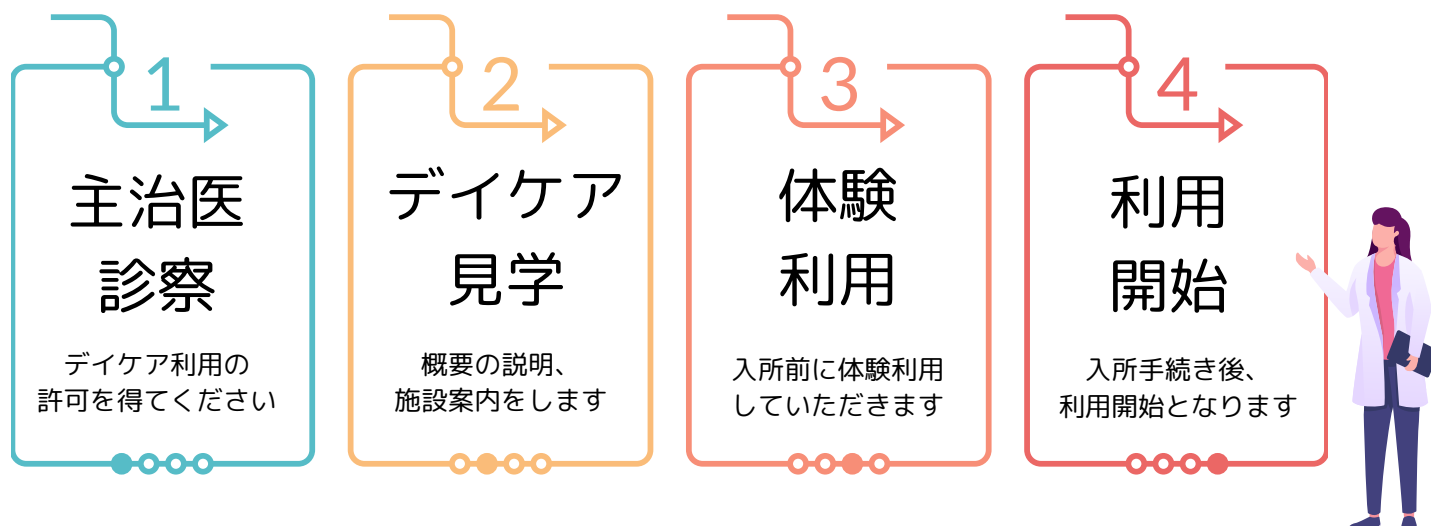 1
主治医
診察
デイケア利用の
許可を得てください
2
デイケア
見学
概要の説明、
施設案内をします
3
体験
利用
入所前に体験利用
していただきます
4
利用
開始
入所手続き後、
利用開始となります